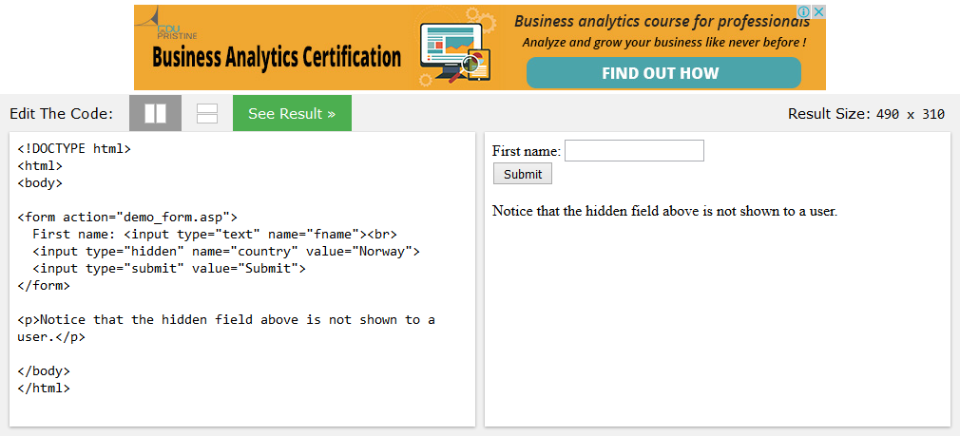 EDU
PRISTINE
Business Analytics Certification
Business analytics course for professionals
Analyze and grow your business like never before !
FIND OUT HOW
Edit The Code:
See Result »
Result Size: 490 x 310
<!DOCTYPE html>
<html>
<body>
<form action="demo_form.asp">
First name: <input type="text" name="fname"><br>
<input type="hidden" name="country" value="Norway">
<input type="submit" value="Submit">
</form>
<p>Notice that the hidden field above is not shown to a
user.</p>
</body>
</html>
First name:
Submit
Notice that the hidden field above is not shown to a user.